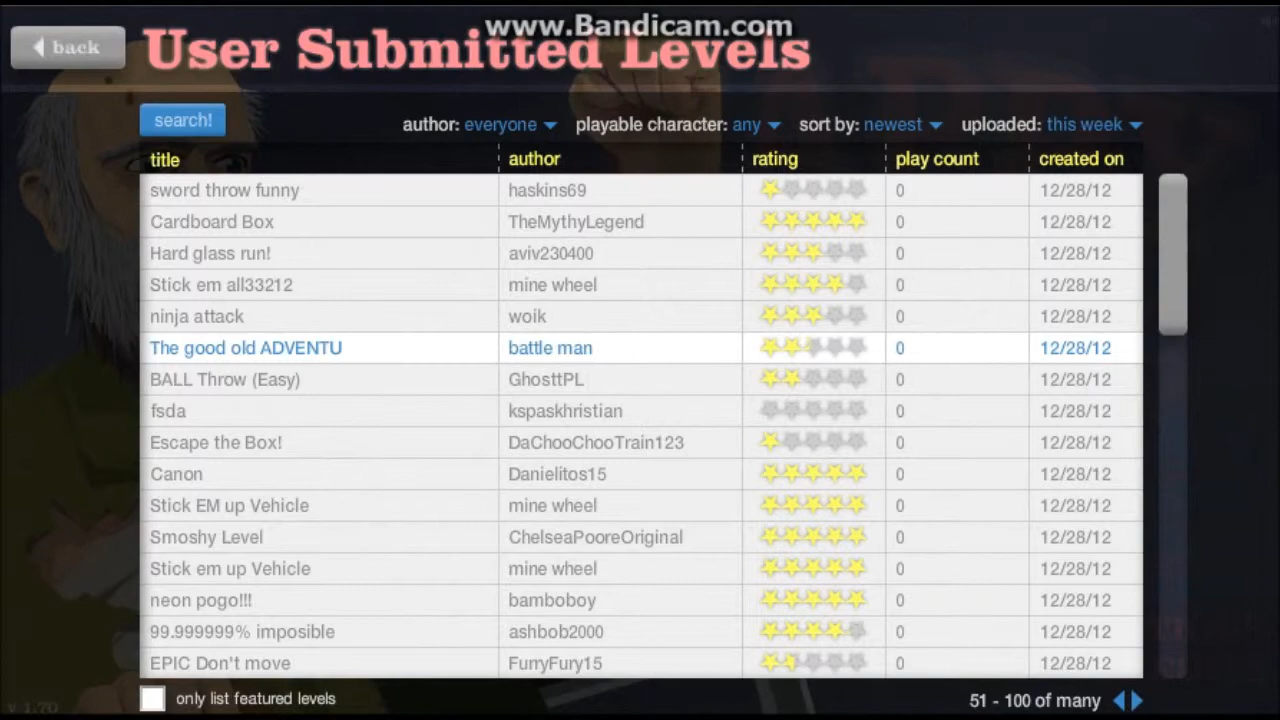 www.Bandicam.com
back
User Submitted Levels
search!
author: everyone playable character: any sort by: newest uploaded: this week
title author rating play count created on
sword throw funny haskins69 0 12/28/12
Cardboard Box TheMythyLegend 0 12/28/12
Hard glass run! aviv230400 0 12/28/12
Stick em all33212 mine wheel 0 12/28/12
ninja attack woik 0 12/28/12
The good old ADVENTU battle man 0 12/28/12
BALL Throw (Easy) GhosttPL 0 12/28/12
fsda kspaskhristian 0 12/28/12
Escape the Box! DaChooChooTrain123 0 12/28/12
Canon Danielitos15 0 12/28/12
Stick EM up Vehicle mine wheel 0 12/28/12
Smoshy Level ChelseaPooreOriginal 0 12/28/12
Stick em up Vehicle mine wheel 0 12/28/12
neon pogo!!! bamboboy 0 12/28/12
99.999999% imposible ashbob2000 0 12/28/12
EPIC Don't move FurryFury15 0 12/28/12
only list featured levels 51 - 100 of many
v 1.70